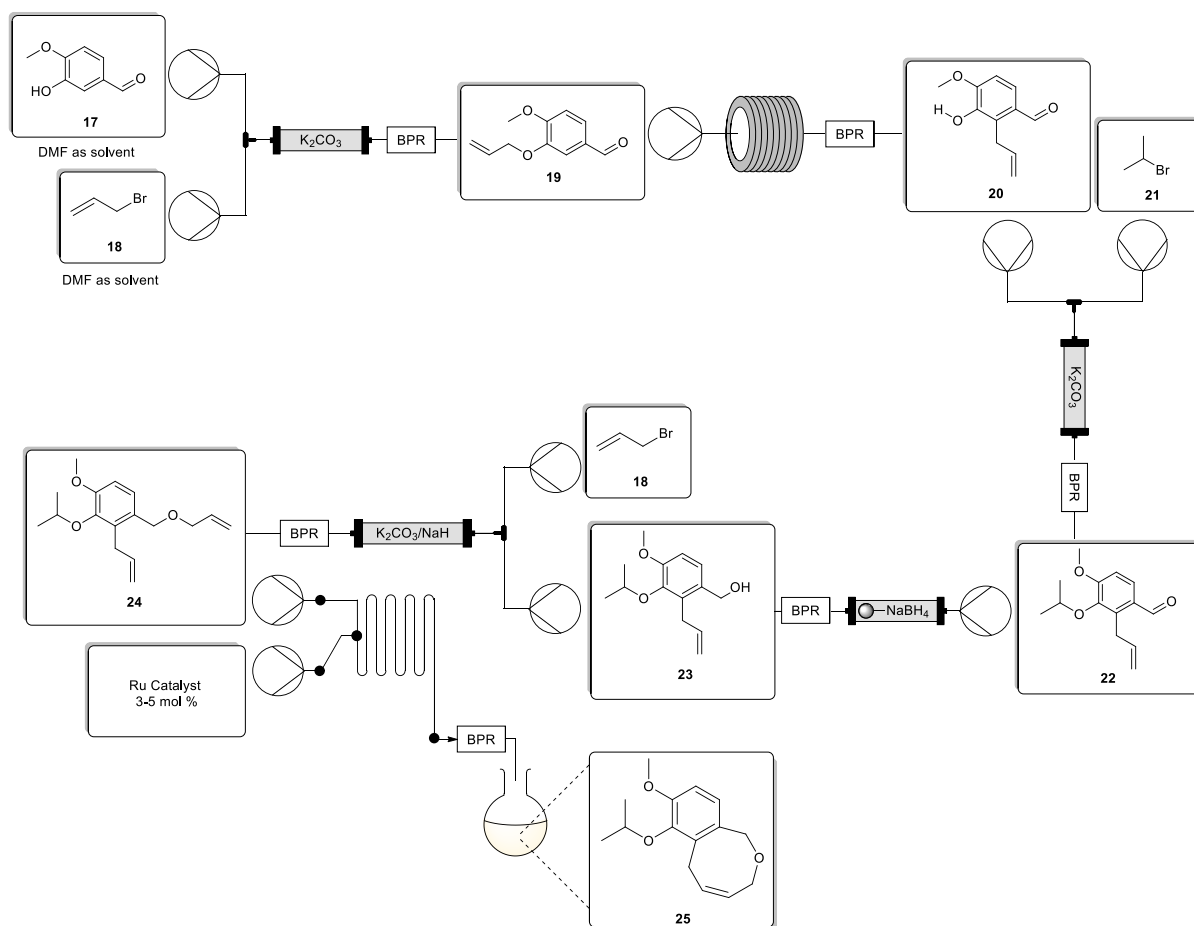 O
O
HO
17
DMF as solvent
Br
18
DMF as solvent
K2CO3
BPR
O
O
O
19
BPR
O
H
O
O
20
Br
21
K2CO3
BPR
O
O
O
24
BPR
K2CO3/NaH
Br
18
O
O
OH
23
BPR
NaBH4
O
O
O
22
Ru Catalyst
3-5 mol %
BPR
O
O
O
25